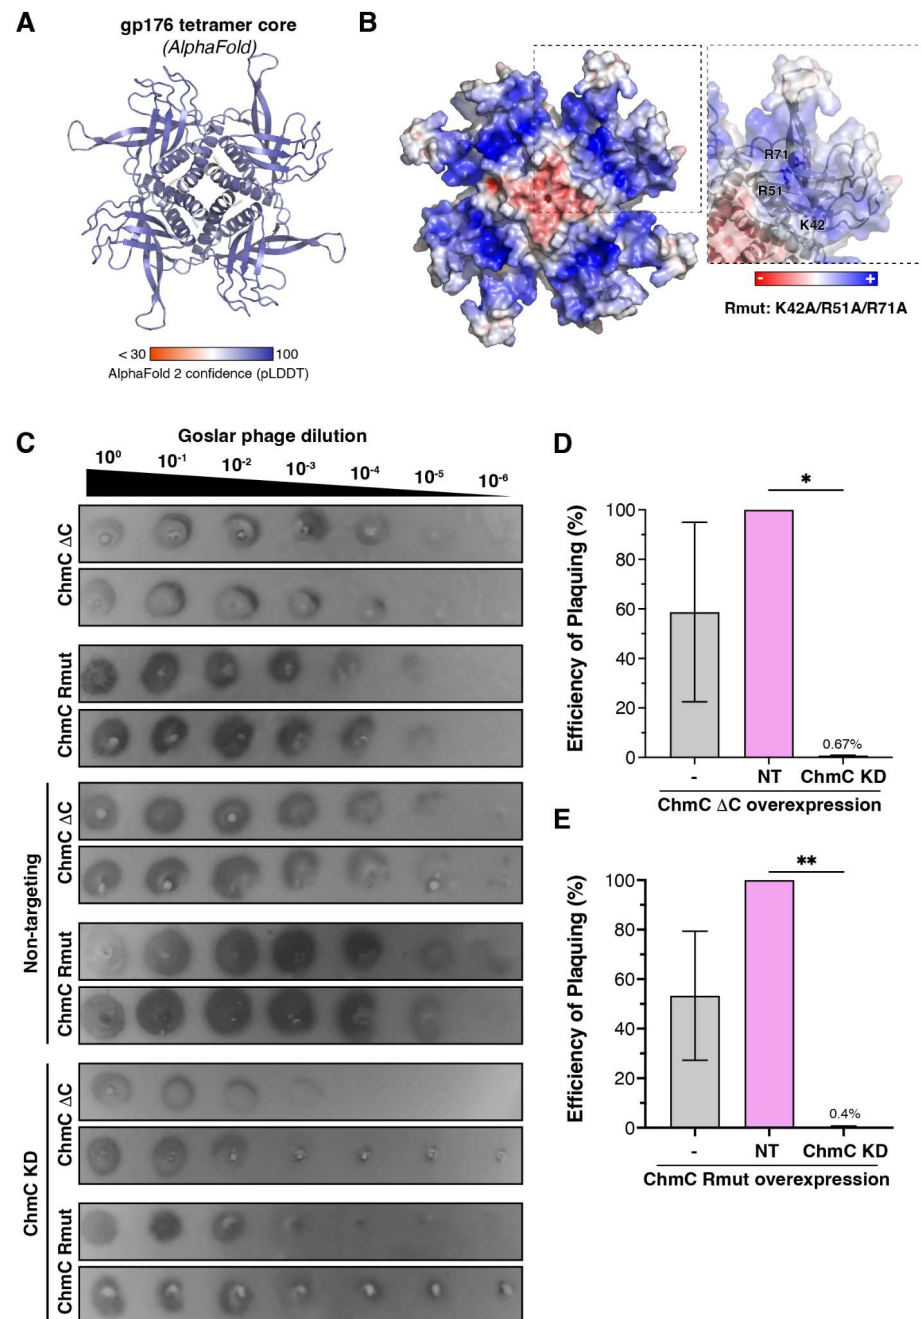 A
gp176 tetramer core
(AlphaFold)
< 30
100
AlphaFold 2 confidence (pLDDT)
B
R71
R51
K42
-
+
Rmut: K42A/R51A/R71A
C
Goslar phage dilution
10⁰ 10⁻¹ 10⁻² 10⁻³ 10⁻⁴ 10⁻⁵ 10⁻⁶
ChmC ΔC
ChmC Rmut
Non-targeting
ChmC ΔC
ChmC Rmut
ChmC KD
ChmC ΔC
ChmC Rmut
D
Efficiency of Plaquing (%)
100
80
60
40
20
0
*
0.67%
- NT ChmC KD
ChmC ΔC overexpression
E
Efficiency of Plaquing (%)
100
80
60
40
20
0
**
0.4%
- NT ChmC KD
ChmC Rmut overexpression